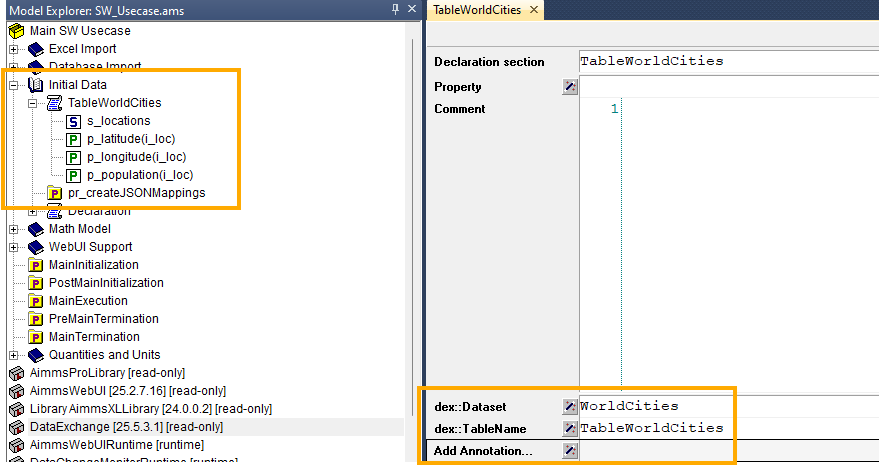 Model Explorer: SW_Usecase.ams
Main SW Usecase
Excel Import
Database Import
Initial Data
TableWorldCities
S s_locations
P p_latitude(i_loc)
P p_longitude(i_loc)
P p_population(i_loc)
P pr_createJSONMappings
Declaration
Math Model
WebUI Support
P MainInitialization
P PostMainInitialization
P MainExecution
P PreMainTermination
P MainTermination
Quantities and Units
AimmsProLibrary [read-only]
AimmsWebUI [25.2.7.16] [read-only]
Library AimmsXLLibrary [24.0.0.2] [read-only]
DataExchange [25.5.3.1] [read-only]
AimmsWebUIRuntime [runtime]
DataChangeMonitorRuntime [runtime]
TableWorldCities
Declaration section TableWorldCities
Property
Comment 1
dex::Dataset WorldCities
dex::TableName TableWorldCities
Add Annotation...